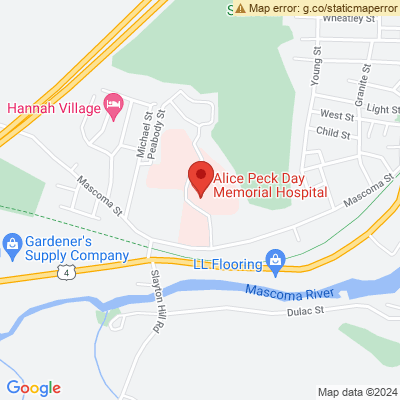 Map error: g.co/staticmaperror
Wheatley St
S
Young St
Granite St
Light St
West St
Child St
Hannah Village
Michael St
Peabody St
Alice Peck Day
Memorial Hospital
Mascoma St
Mascoma St
Gardener's
Supply Company
4
LL Flooring
Slayton Hill Rd
Mascoma River
Dulac St
Google
Map data ©2024